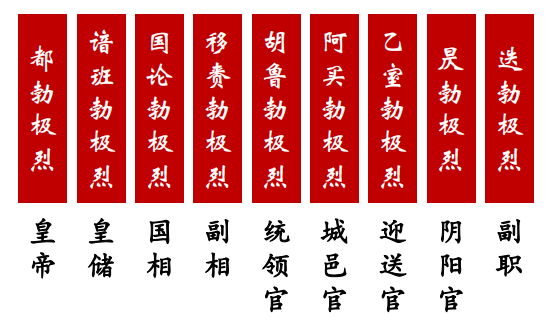 都勃极烈
谙班勃极烈
国论勃极烈
移赉勃极烈
胡鲁勃极烈
阿买勃极烈
乙室勃极烈
昃勃极烈
迭勃极烈
皇帝
皇储
国相
副相
统领官
城邑官
迎送官
阴阳官
副职